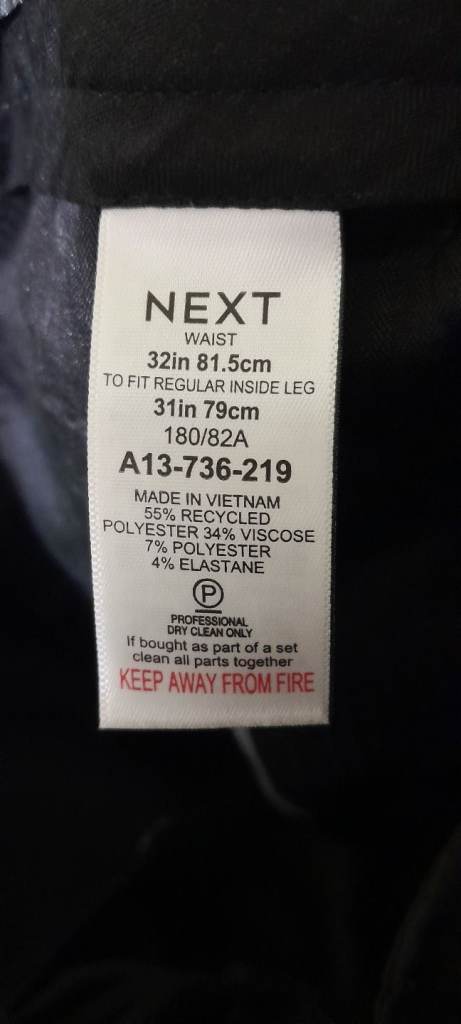 NEXT
WAIST
32in 81.5cm
TO FIT REGULAR INSIDE LEG
31in 79cm
180/82A
A13-736-219
MADE IN VIETNAM
55% RECYCLED
POLYESTER 34% VISCOSE
7% POLYESTER
4% ELASTANE
P
PROFESSIONAL
DRY CLEAN ONLY
If bought as part of a set
clean all parts together
KEEP AWAY FROM FIRE